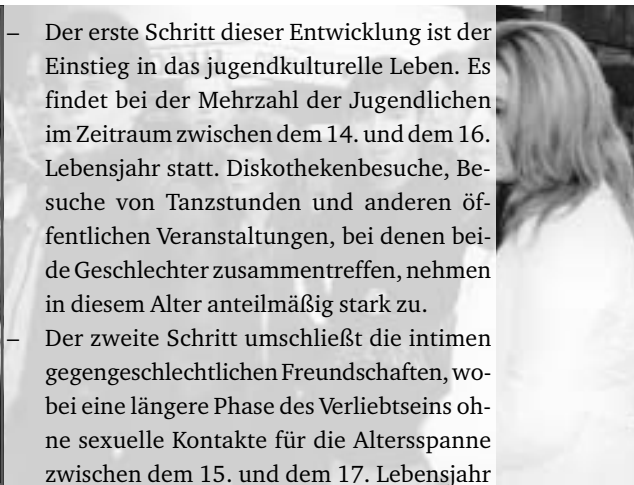 – Der erste Schritt dieser Entwicklung ist der
Einstieg in das jugendkulturelle Leben. Es
findet bei der Mehrzahl der Jugendlichen
im Zeitraum zwischen dem 14. und dem 16.
Lebensjahr statt. Diskothekenbesuche, Be-
suche von Tanzstunden und anderen öf-
fentlichen Veranstaltungen, bei denen bei-
de Geschlechter zusammentreffen, nehmen
in diesem Alter anteilmäßig stark zu.
– Der zweite Schritt umschließt die intimen
gegengeschlechtlichen Freundschaften, wo-
bei eine längere Phase des Verliebtseins oh-
ne sexuelle Kontakte für die Altersspanne
zwischen dem 15. und dem 17. Lebensjahr